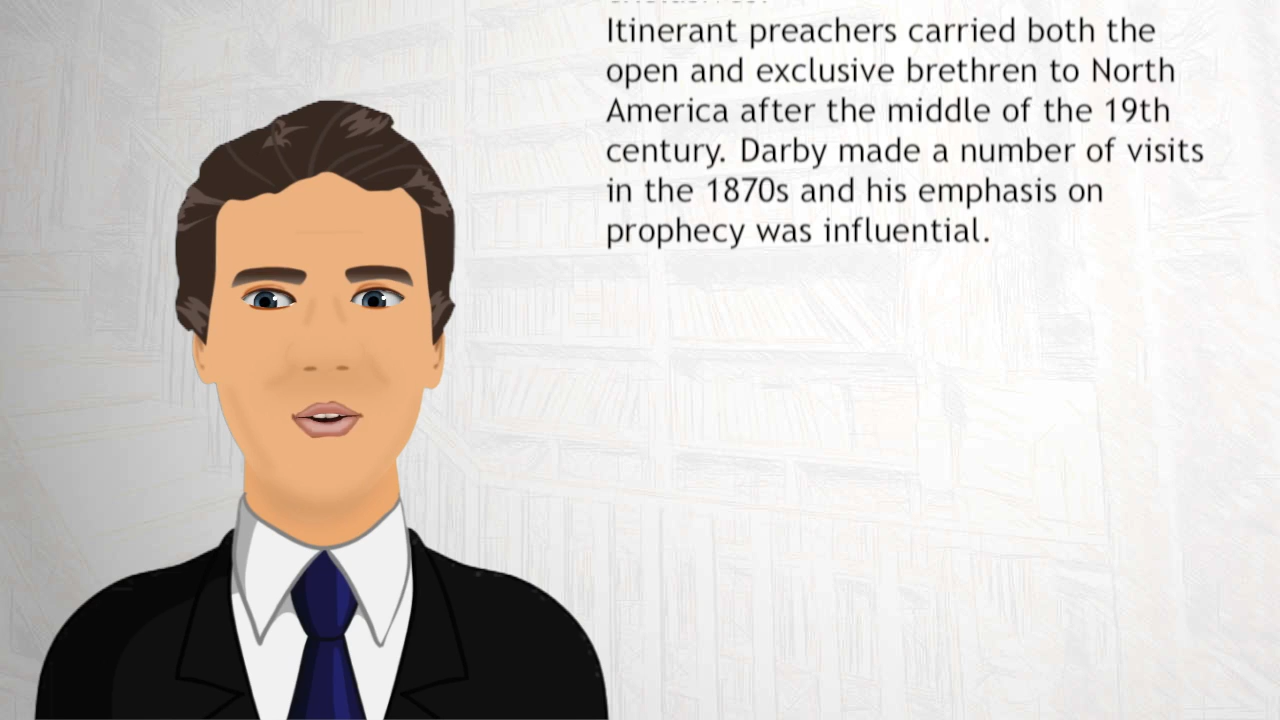 Itinerant preachers carried both the
open and exclusive brethren to North
America after the middle of the 19th
century. Darby made a number of visits
in the 1870s and his emphasis on
prophecy was influential.